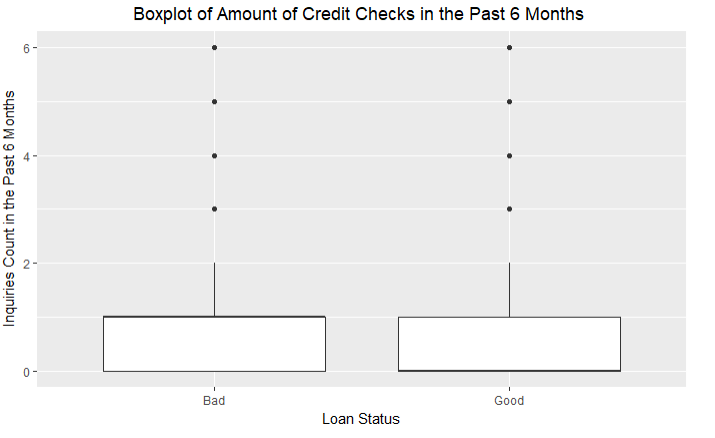 Boxplot of Amount of Credit Checks in the Past 6 Months
Inquiries Count in the Past 6 Months
6
4
2
0
Bad
Good
Loan Status